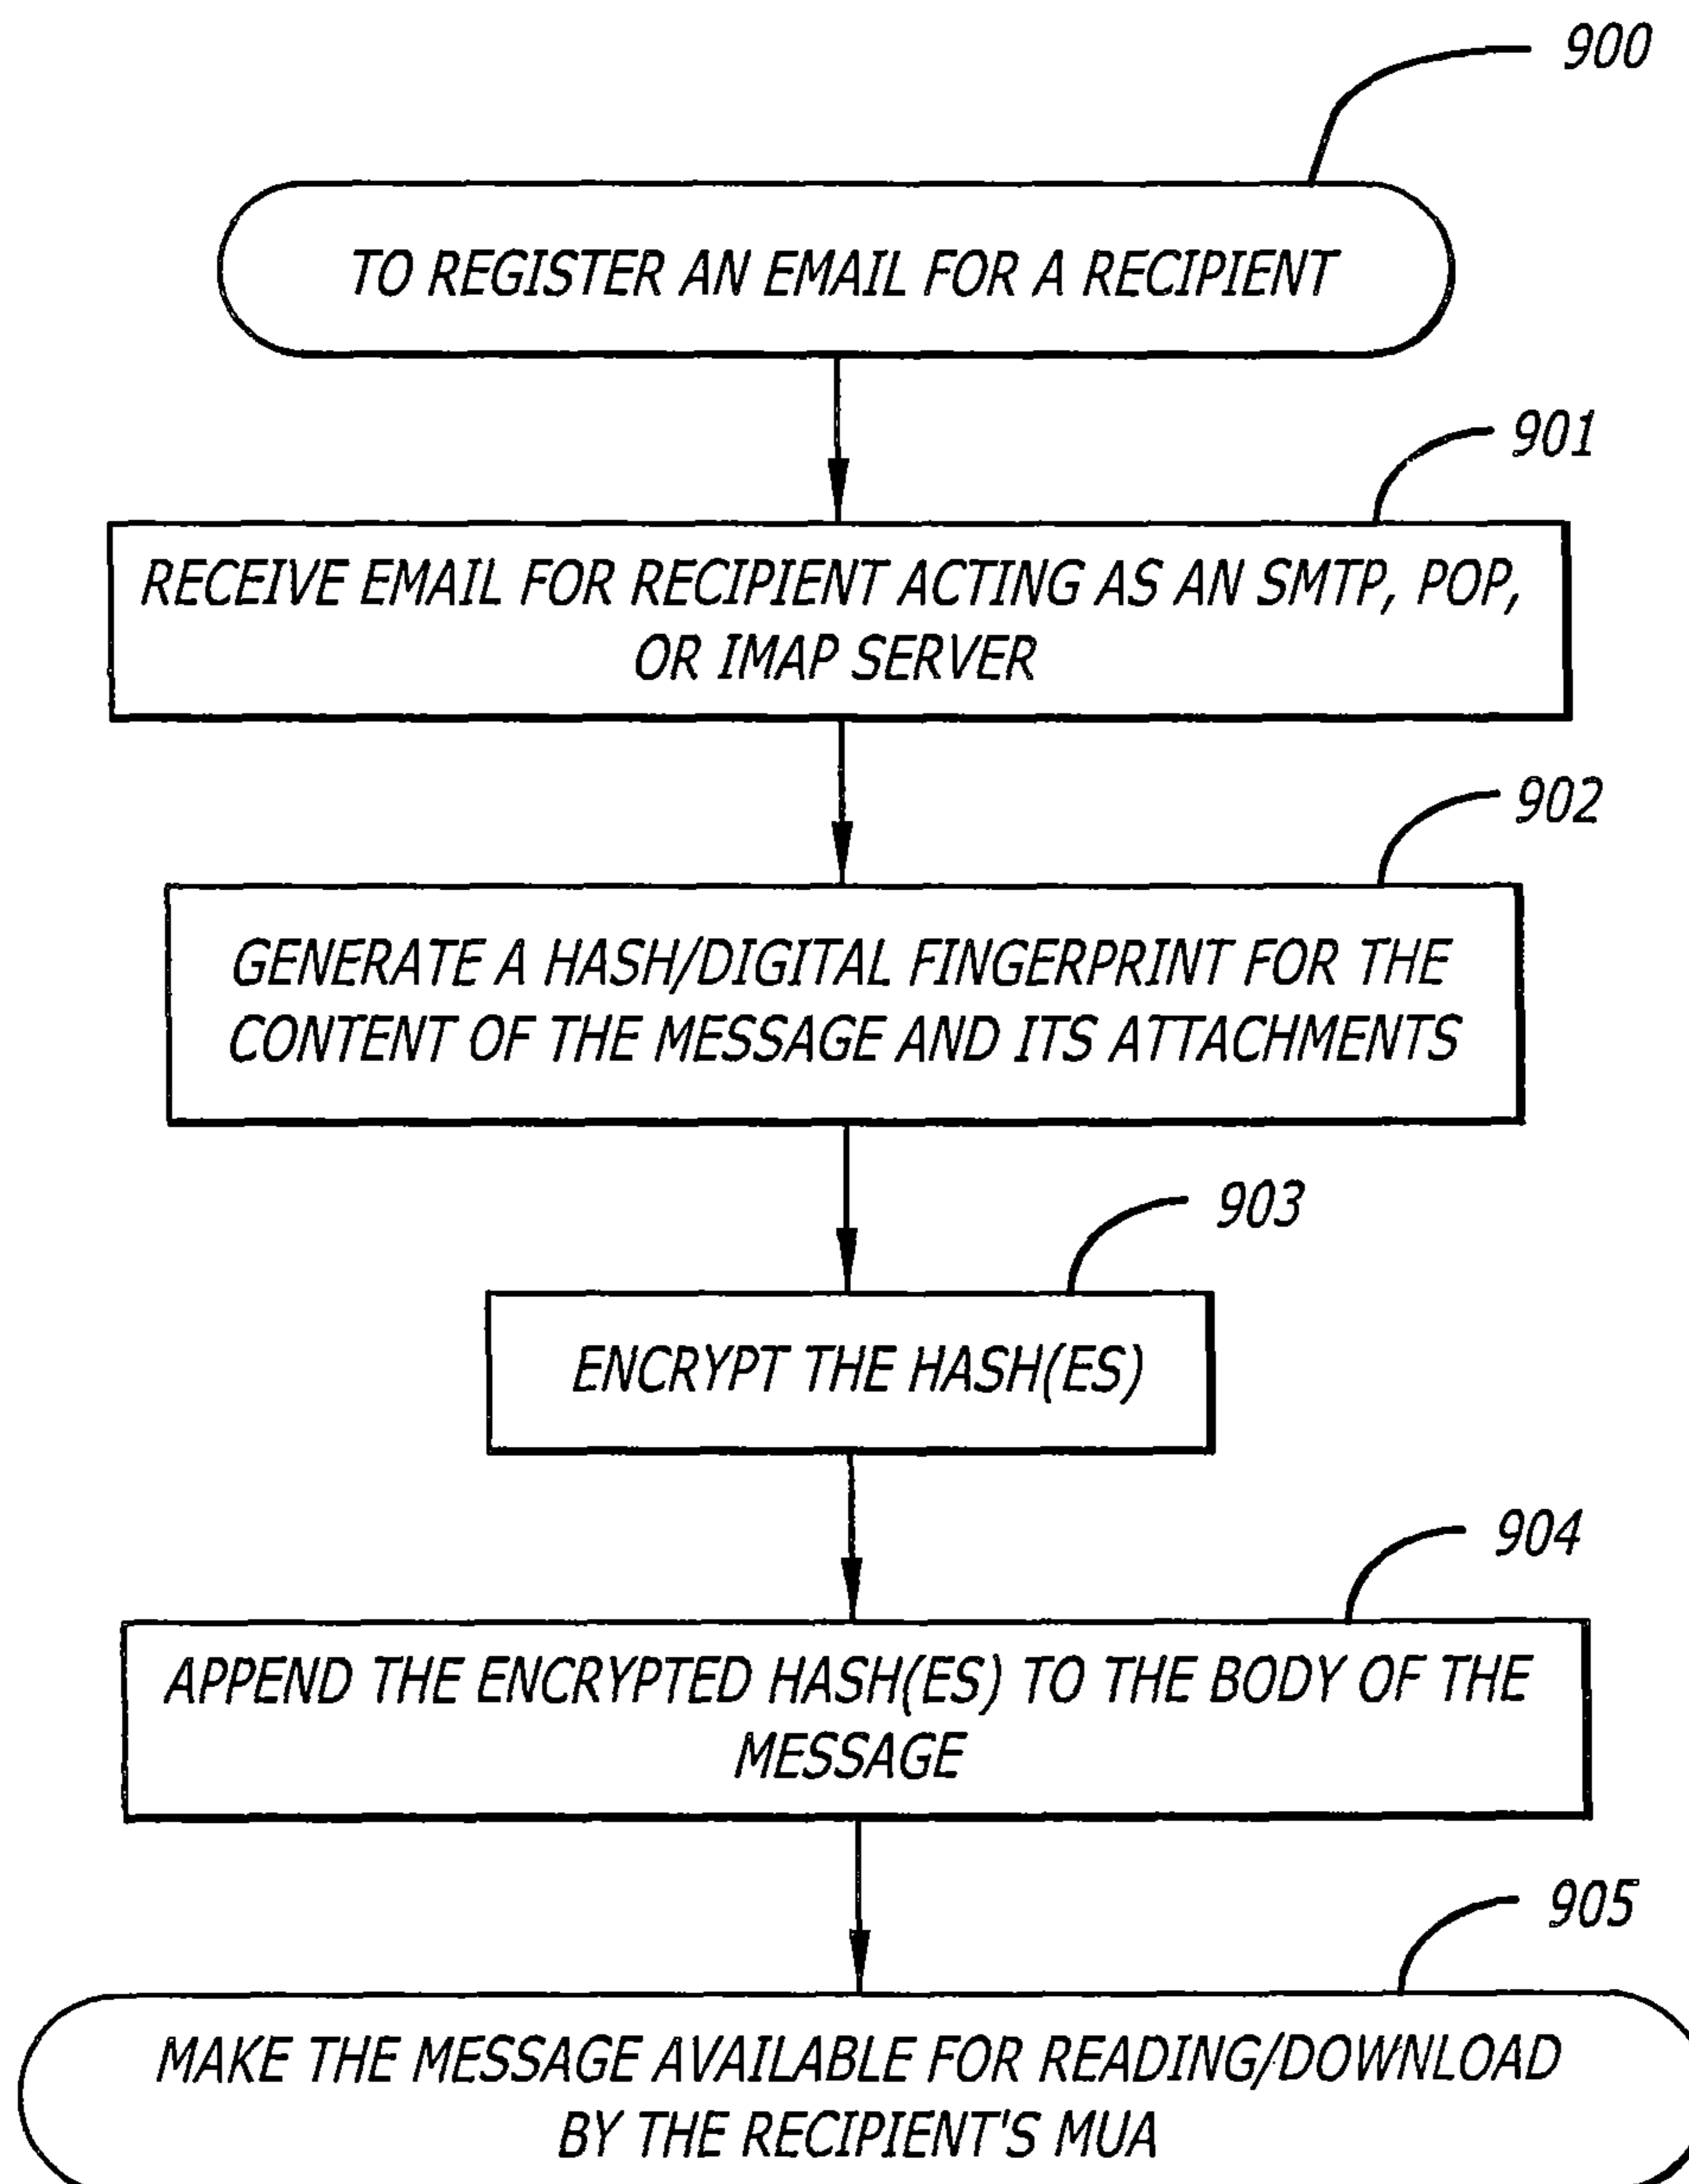 900
TO REGISTER AN EMAIL FOR A RECIPIENT
901
RECEIVE EMAIL FOR RECIPIENT ACTING AS AN SMTP, POP,
OR IMAP SERVER
902
GENERATE A HASH/DIGITAL FINGERPRINT FOR THE
CONTENT OF THE MESSAGE AND ITS ATTACHMENTS
903
ENCRYPT THE HASH(ES)
904
APPEND THE ENCRYPTED HASH(ES) TO THE BODY OF THE
MESSAGE
905
MAKE THE MESSAGE AVAILABLE FOR READING/DOWNLOAD
BY THE RECIPIENT'S MUA